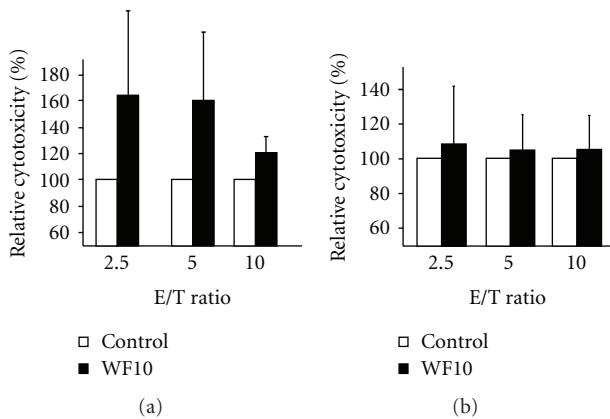 Relative cytotoxicity (%)
180
160
140
120
100
80
60
2.5
5
10
E/T ratio
Control
WF10
(a)
Relative cytotoxicity (%)
140
120
100
80
60
2.5
5
10
E/T ratio
Control
WF10
(b)